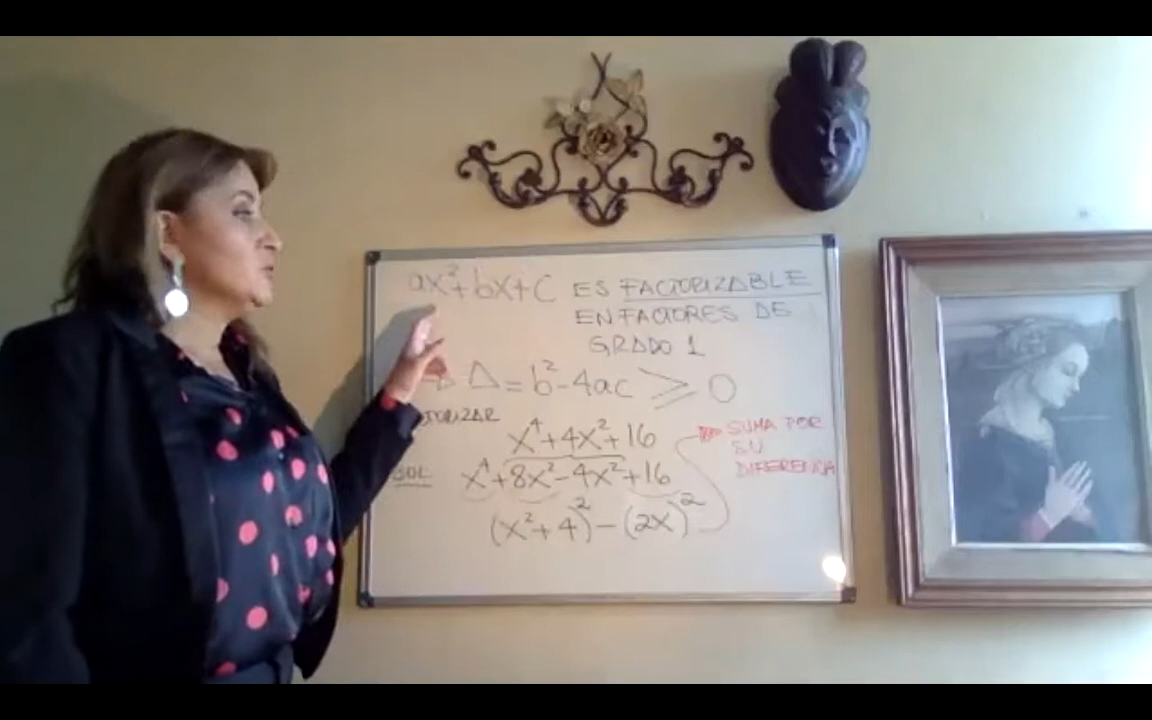 ax²+bx+c ES FACTORIZABLE
EN FACTORES DE
GRADO 1
Δ=b²-4ac ≥ 0
x⁴+4x²+16
SOL x⁴+8x²-4x²+16
(x²+4)²-(2x)²
SUMA POR
SU
DIFERENCIA